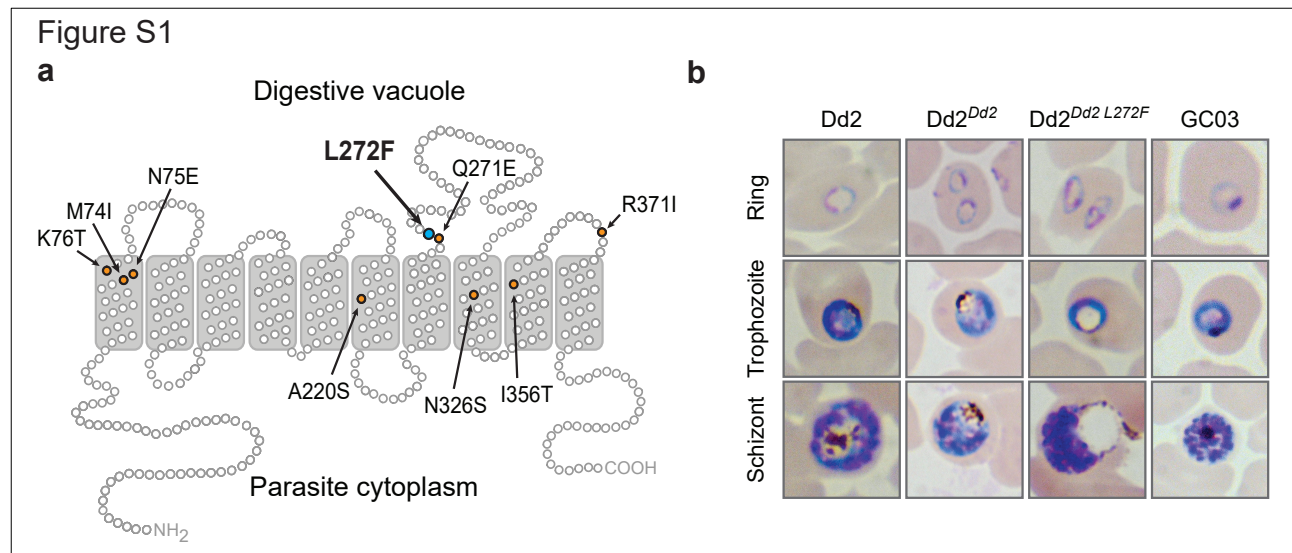 Figure S1
a
Digestive vacuole
L272F
Q271E
N75E
M74I
K76T
R371I
A220S
N326S
I356T
COOH
Parasite cytoplasm
NH2
b
Dd2
Dd2Dd2
Dd2Dd2 L272F
GC03
Ring
Trophozoite
Schizont